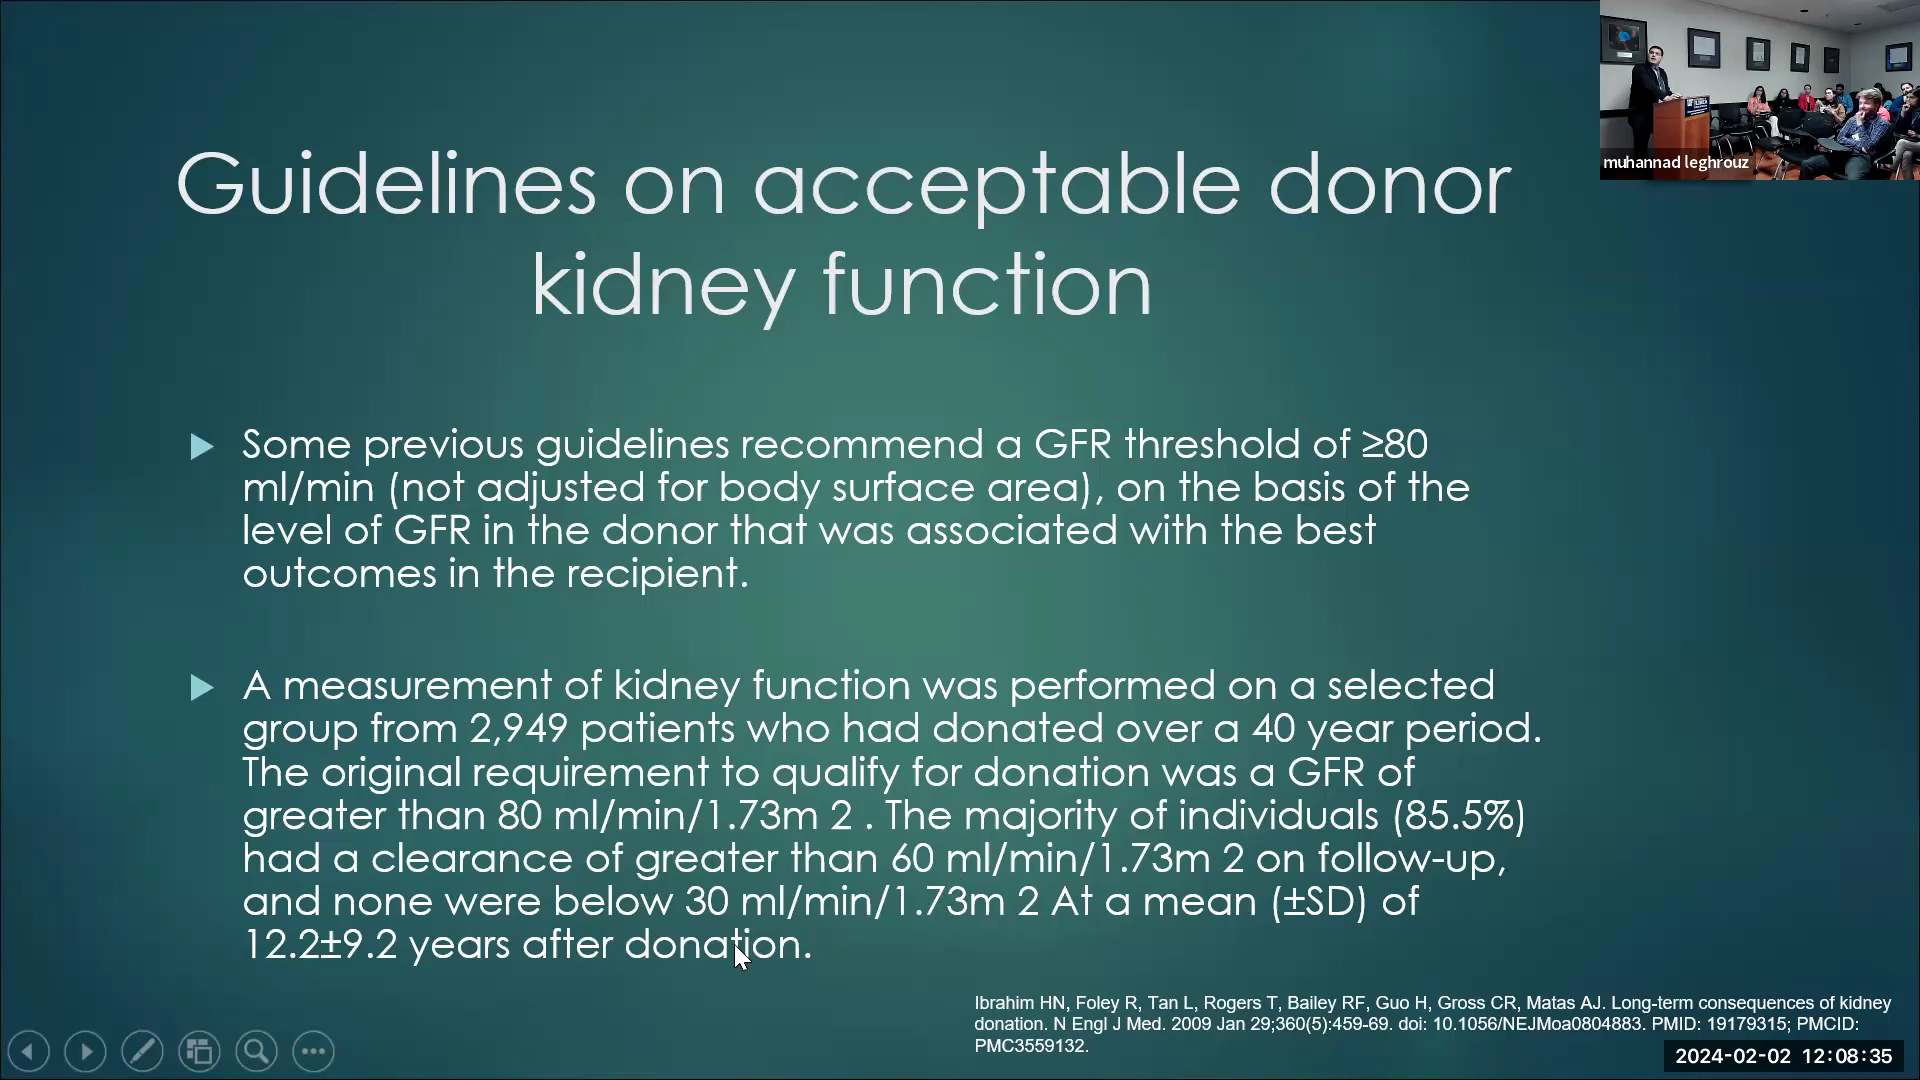 Guidelines on acceptable donor
kidney function
Some previous guidelines recommend a GFR threshold of ≥80
ml/min (not adjusted for body surface area), on the basis of the
level of GFR in the donor that was associated with the best
outcomes in the recipient.
A measurement of kidney function was performed on a selected
group from 2,949 patients who had donated over a 40 year period.
The original requirement to qualify for donation was a GFR of
greater than 80 ml/min/1.73m 2 . The majority of individuals (85.5%)
had a clearance of greater than 60 ml/min/1.73m 2 on follow-up,
and none were below 30 ml/min/1.73m 2 At a mean (±SD) of
12.2±9.2 years after donation.
Ibrahim HN, Foley R, Tan L, Rogers T, Bailey RF, Guo H, Gross CR, Matas AJ. Long-term consequences of kidney
donation. N Engl J Med. 2009 Jan 29;360(5):459-69. doi: 10.1056/NEJMoa0804883. PMID: 19179315; PMCID:
PMC3559132.
muhannad leghrouz
2024-02-02 12:08:35